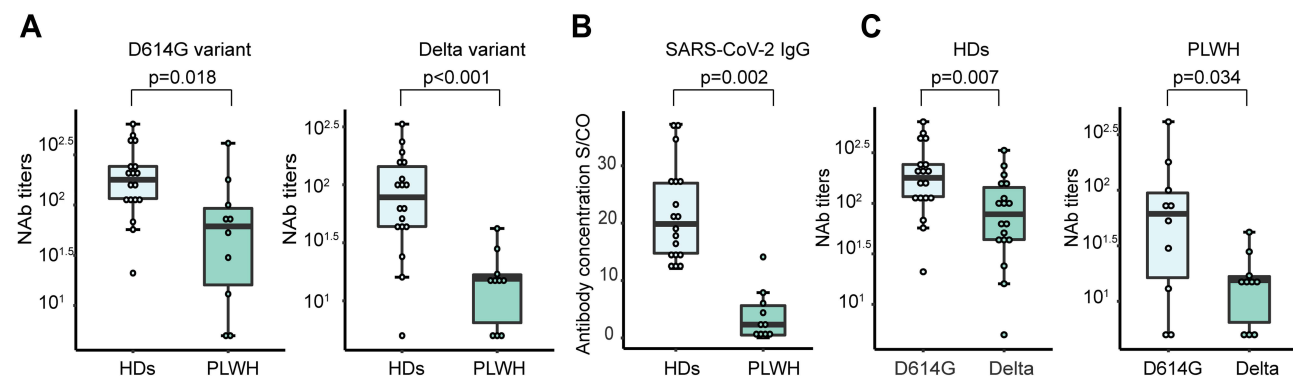 A
D614G variant
p=0.018
NAb titers
10^2.5
10^2
10^1.5
10^1
HDs PLWH
Delta variant
p<0.001
NAb titers
10^2.5
10^2
10^1.5
10^1
HDs PLWH
B
SARS-CoV-2 IgG
p=0.002
Antibody concentration S/CO
30
20
10
0
HDs PLWH
C
HDs
p=0.007
NAb titers
10^2.5
10^2
10^1.5
10^1
D614G Delta
PLWH
p=0.034
NAb titers
10^2.5
10^2
10^1.5
10^1
D614G Delta